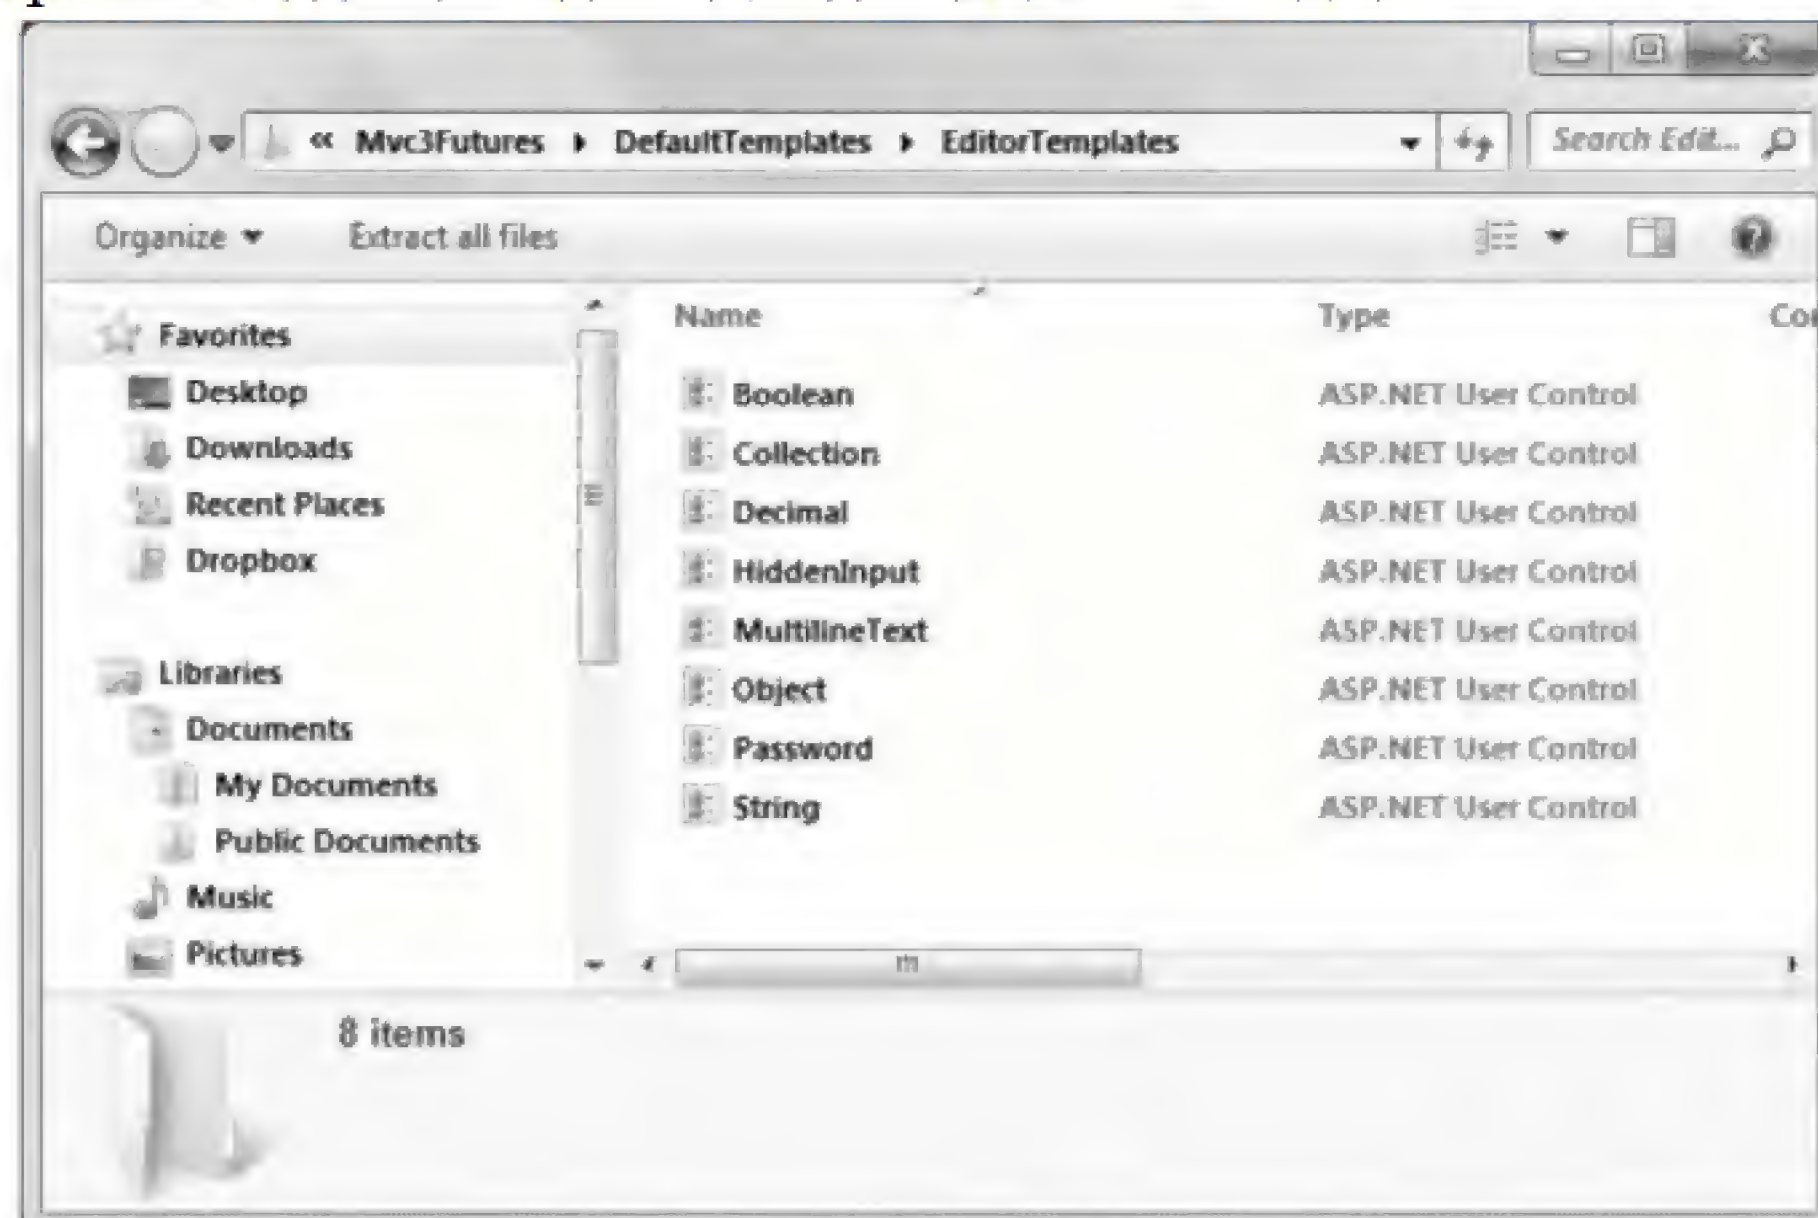 « Mvc3Futures DefaultTemplates EditorTemplates Search Edit...
Organize Extract all files
Name Type
Favorites
Desktop
Downloads
Recent Places
Dropbox
Libraries
Documents
My Documents
Public Documents
Music
Pictures
Boolean ASP.NET User Control
Collection ASP.NET User Control
Decimal ASP.NET User Control
HiddenInput ASP.NET User Control
MultilineText ASP.NET User Control
Object ASP.NET User Control
Password ASP.NET User Control
String ASP.NET User Control
8 items